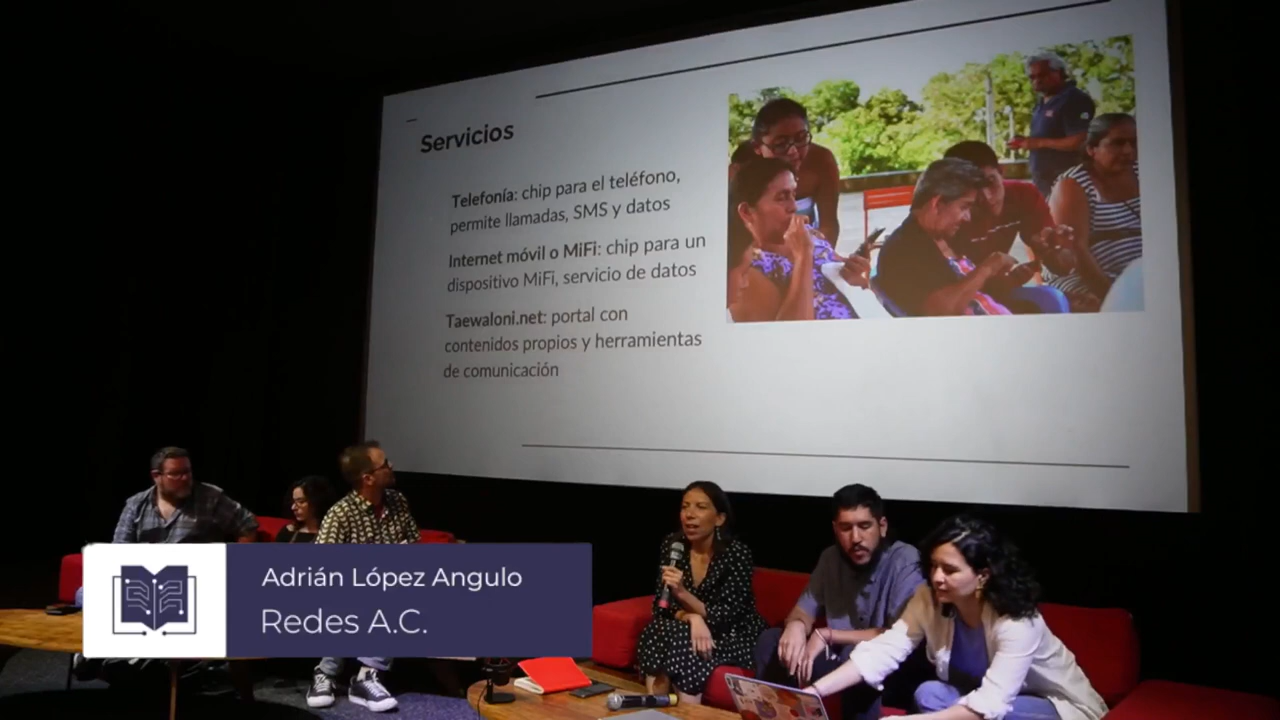 Servicios
Telefonía: chip para el teléfono,
permite llamadas, SMS y datos
Internet móvil o MiFi: chip para un
dispositivo MiFi, servicio de datos
Taewaloni.net: portal con
contenidos propios y herramientas
de comunicación
Adrián López Angulo
Redes A.C.